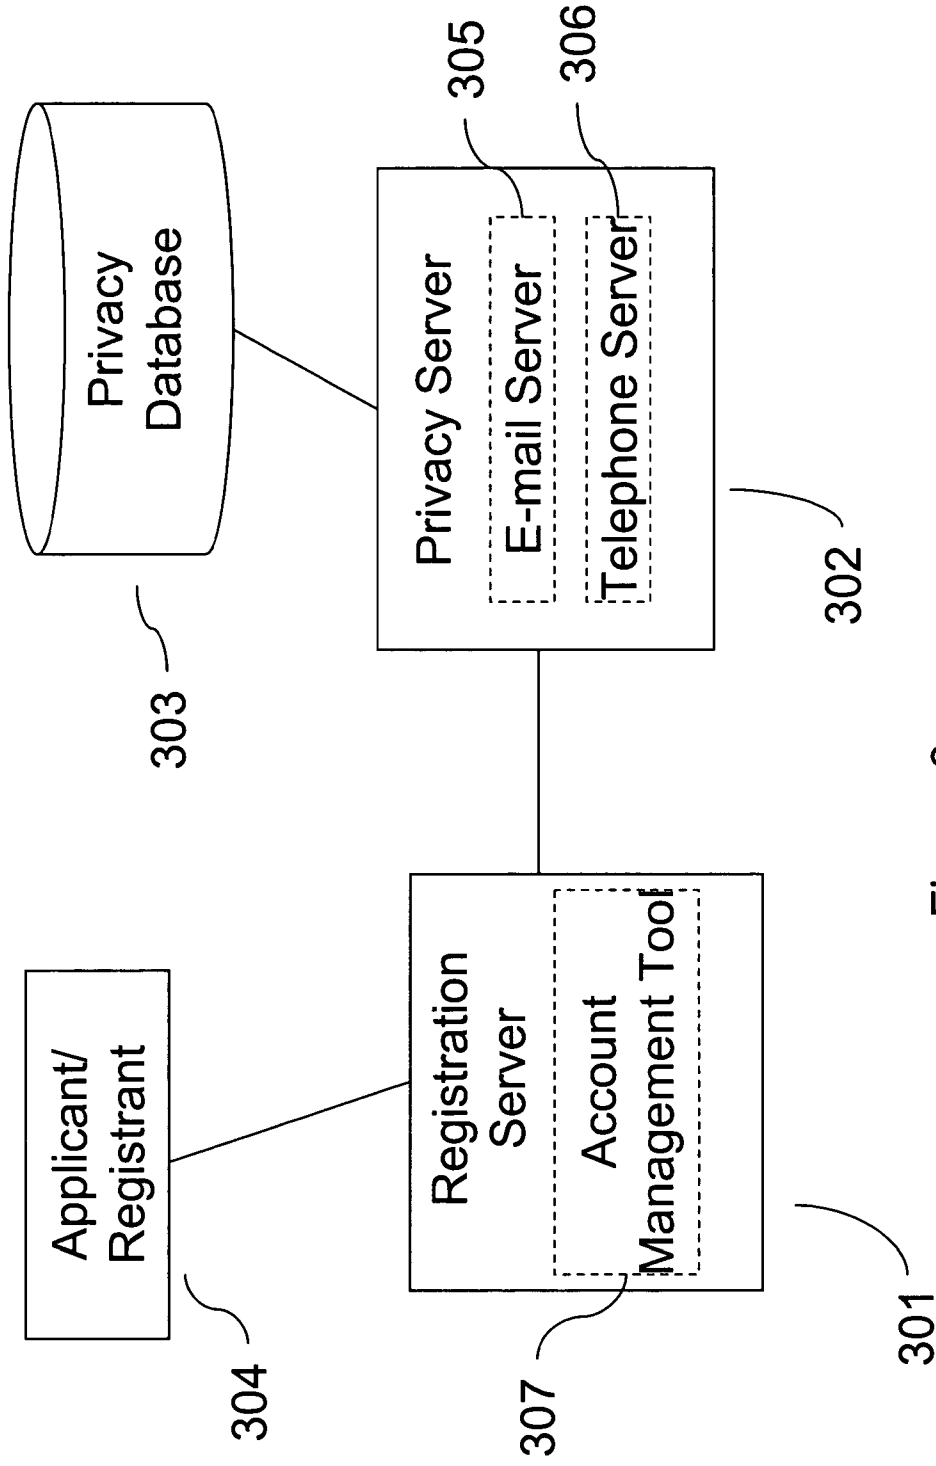 Applicant/
Registrant
304
Registration
Server
Account
Management Tool
307
301
Privacy
Database
303
Privacy Server
E-mail Server
Telephone Server
305
306
302